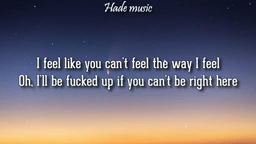 Hade music
I feel like you can't feel the way I feel
Oh, I'll be fucked up if you can't be right here